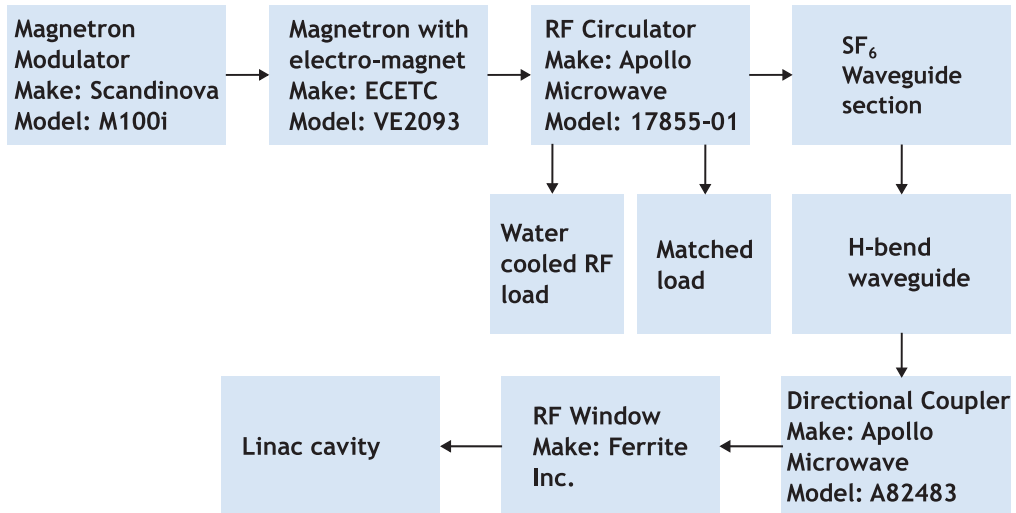 Magnetron
Modulator
Make: Scandinova
Model: M100i
Magnetron with
electro-magnet
Make: ECETC
Model: VE2093
RF Circulator
Make: Apollo
Microwave
Model: 17855-01
SF₆
Waveguide
section
Water
cooled RF
load
Matched
load
H-bend
waveguide
Linac cavity
RF Window
Make: Ferrite
Inc.
Directional Coupler
Make: Apollo
Microwave
Model: A82483